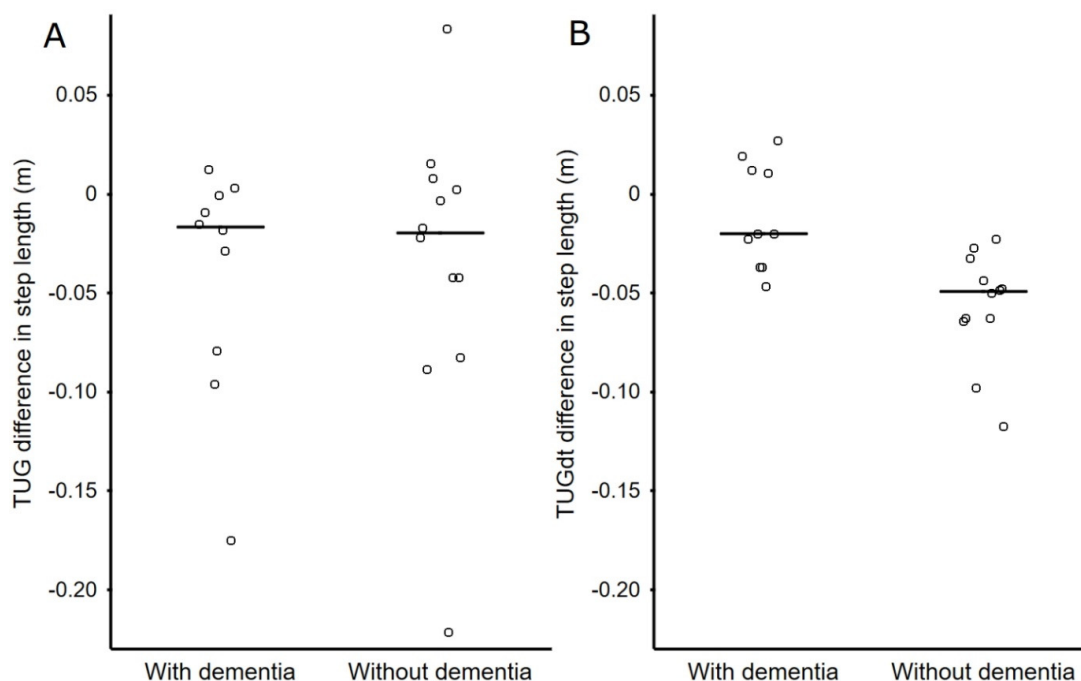 A
TUG difference in step length (m)
0.05
0
-0.05
-0.10
-0.15
-0.20
With dementia
Without dementia
B
TUGdt difference in step length (m)
0.05
0
-0.05
-0.10
-0.15
-0.20
With dementia
Without dementia